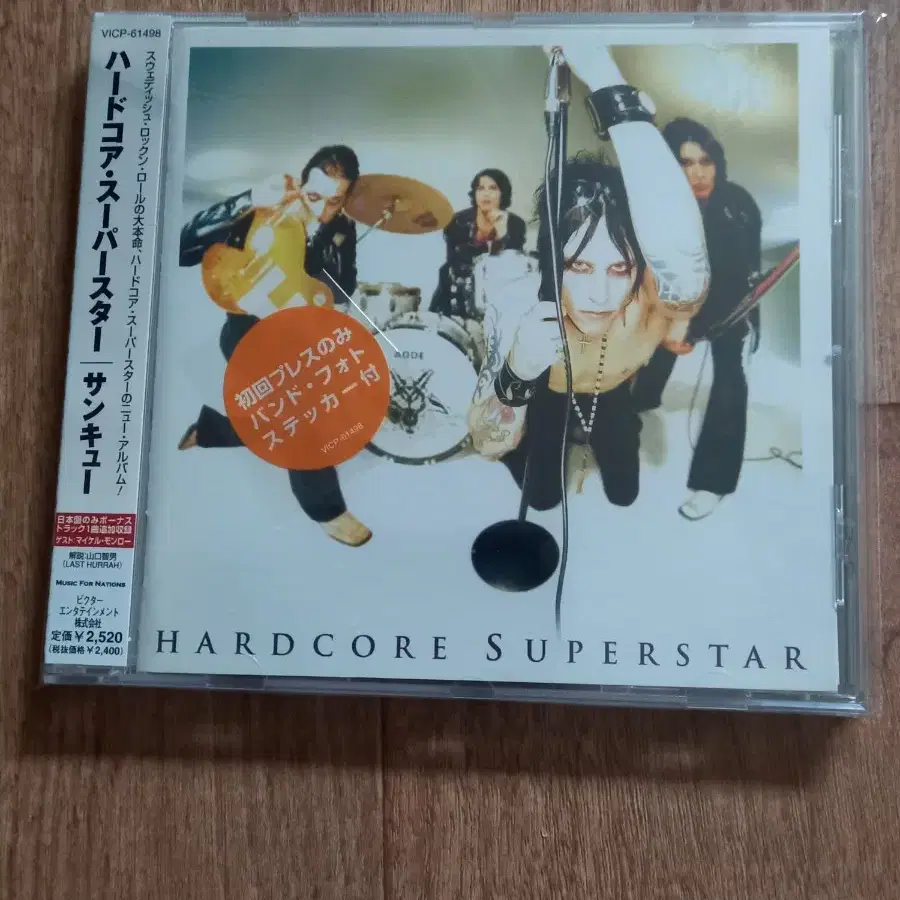 VICP-61498
スウェディッシュ・ロックン・ロールの大本命、ハードコア・スーパースターのニュー・アルバム!
ハードコア・スーパースター | サンキュー
日本盤のみボーナス
トラック1曲追加収録
ゲスト:マイケル・モンロー
解説:山口智男
(LAST HURRAH)
MUSIC FOR NATIONS
ビクター
エンタテインメント
株式会社
定価¥2,520
(税抜価格¥2,400)
初回プレスのみ
バンド・フォト
ステッカー付
VICP-61498
ADDE
HARDCORE SUPERSTAR